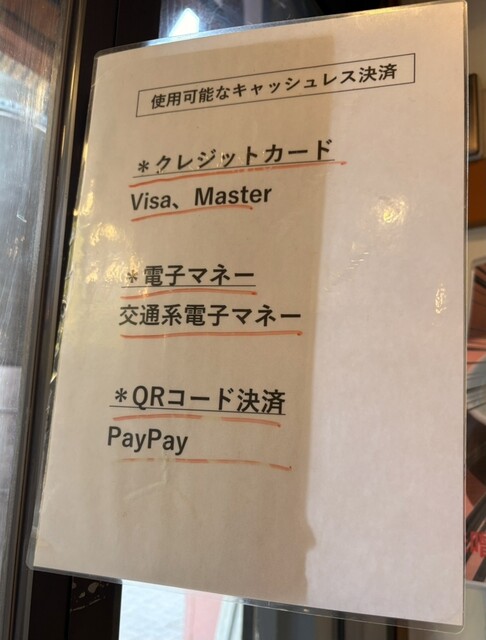 使用可能なキャッシュレス決済
＊クレジットカード
Visa、Master
＊電子マネー
交通系電子マネー
＊QRコード決済
PayPay